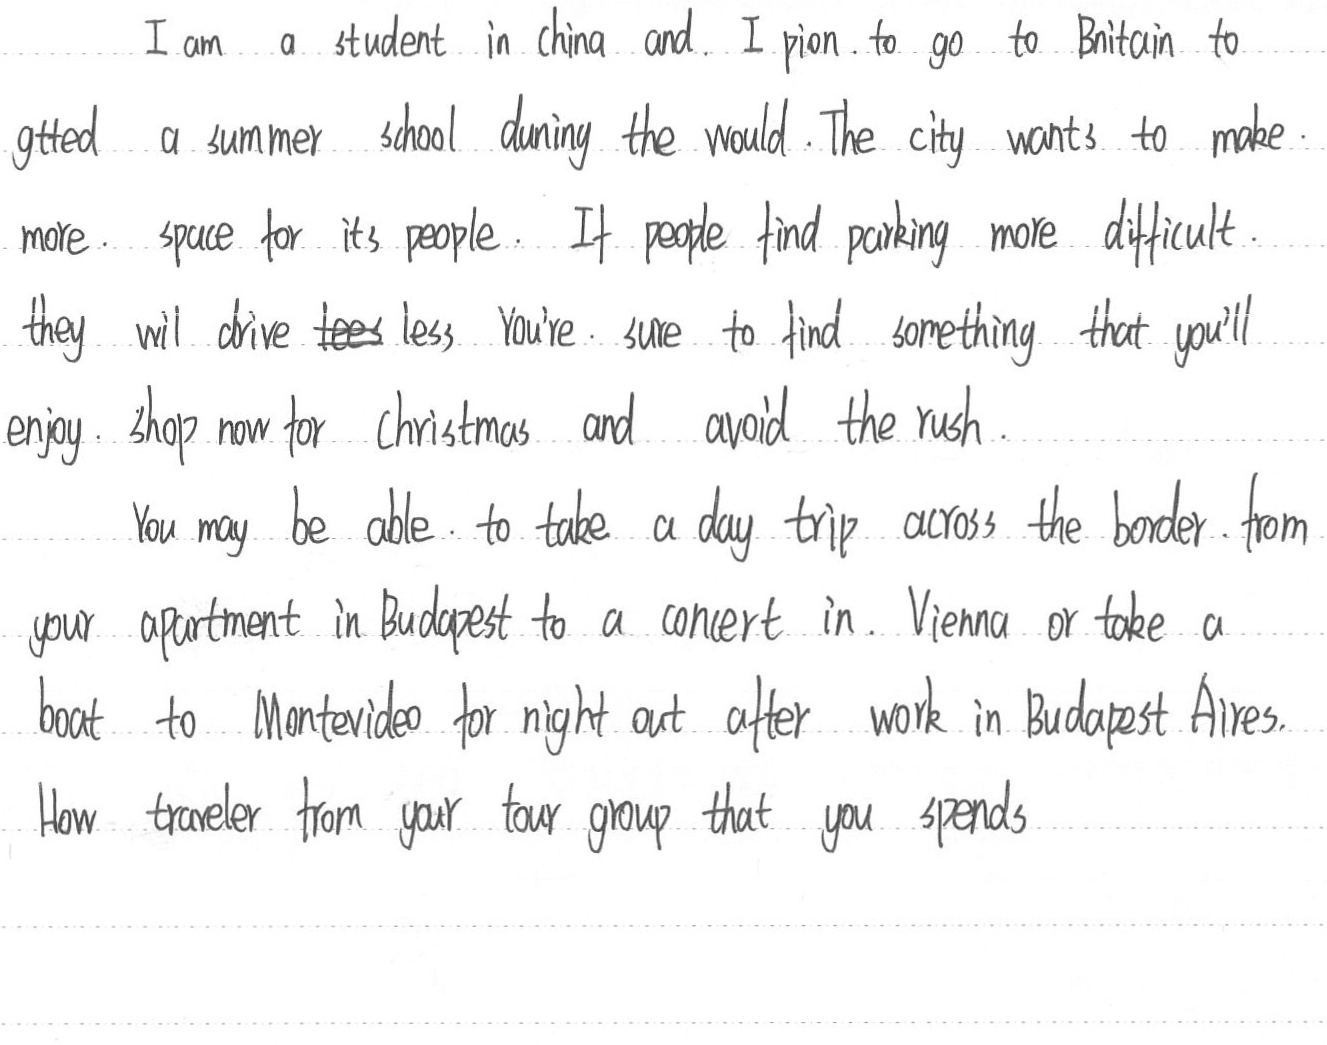 I am a student in china and. I pion. to go to Bnitain to
gtted a summer school duning the would. The city wants to make.
more. space for its people. If people find parking more difficult.
they wil drive tees less You're. sure to find something that you'll
enjoy. shop now for christmas and avoid the rush.
You may be able. to take a day trip across the border. from
your apartment in Budapest to a concert in. Vienna or take a
boat to Montevideo for night out after work in Budapest Aires.
How traveler from your tour group that you spends